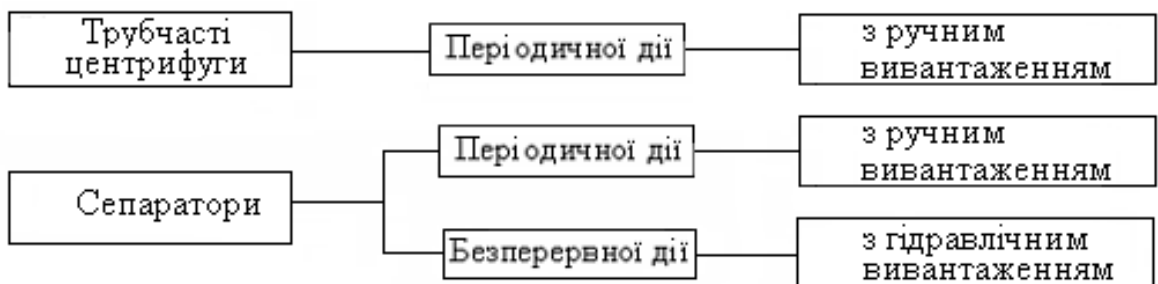 Трубчасті
центрифуги
Періодичної дії
з ручним
вивантаженням
Сепаратори
Періодичної дії
з ручним
вивантаженням
Безперервної дії
з гідравлічним
вивантаженням